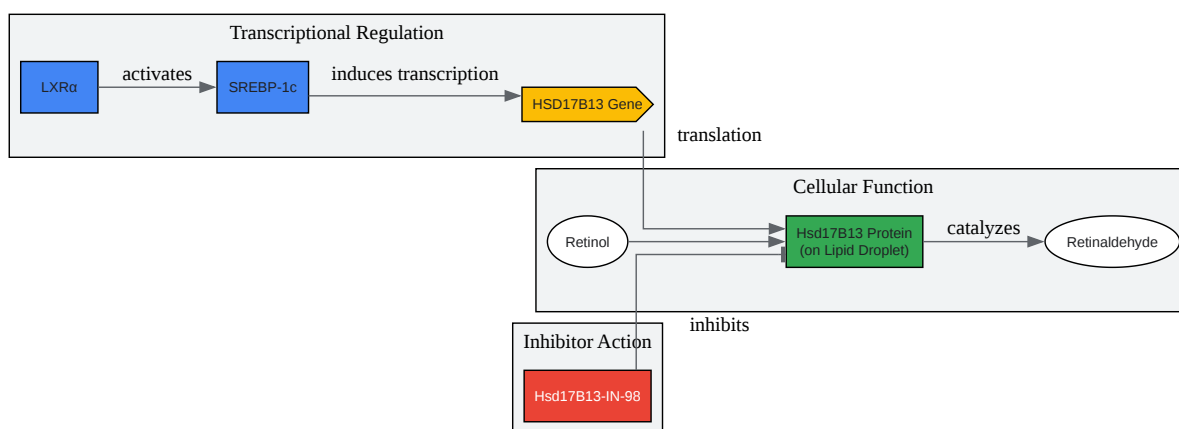 Transcriptional Regulation
LXRα
activates
SREBP-1c
induces transcription
HSD17B13 Gene
translation
Cellular Function
Retinol
Hsd17B13 Protein
(on Lipid Droplet)
catalyzes
Retinaldehyde
inhibits
Inhibitor Action
Hsd17B13-IN-98